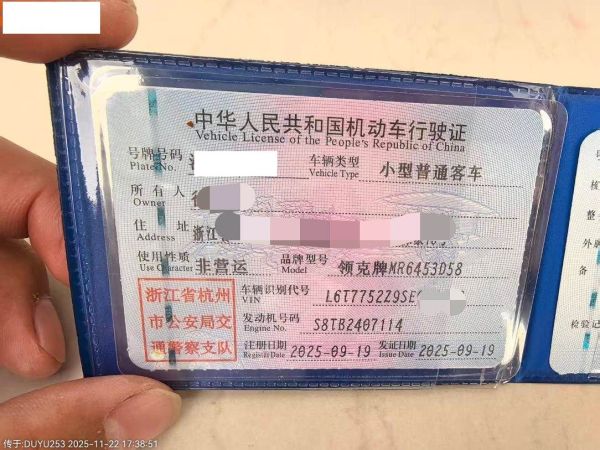 中华人民共和国机动车行驶证
Vehicle License of the People's Republic of China
号牌号码 车辆类型 小型普通客车
Plate No. Vehicle Type
所有人
Owner
住址 浙江
Address
使用性质 非营运 品牌型号 领克牌MR6453D58
Use Character Model
浙江省杭州
市公安局交
通警察支队
车辆识别代号 L6T7752Z9SE
VIN
发动机号码 S8TB2407114
Engine No.
注册日期 2025-09-19 发证日期 2025-09-19
Register Date Issue Date
传于:DUYU253 2025-11-22 17:38:51